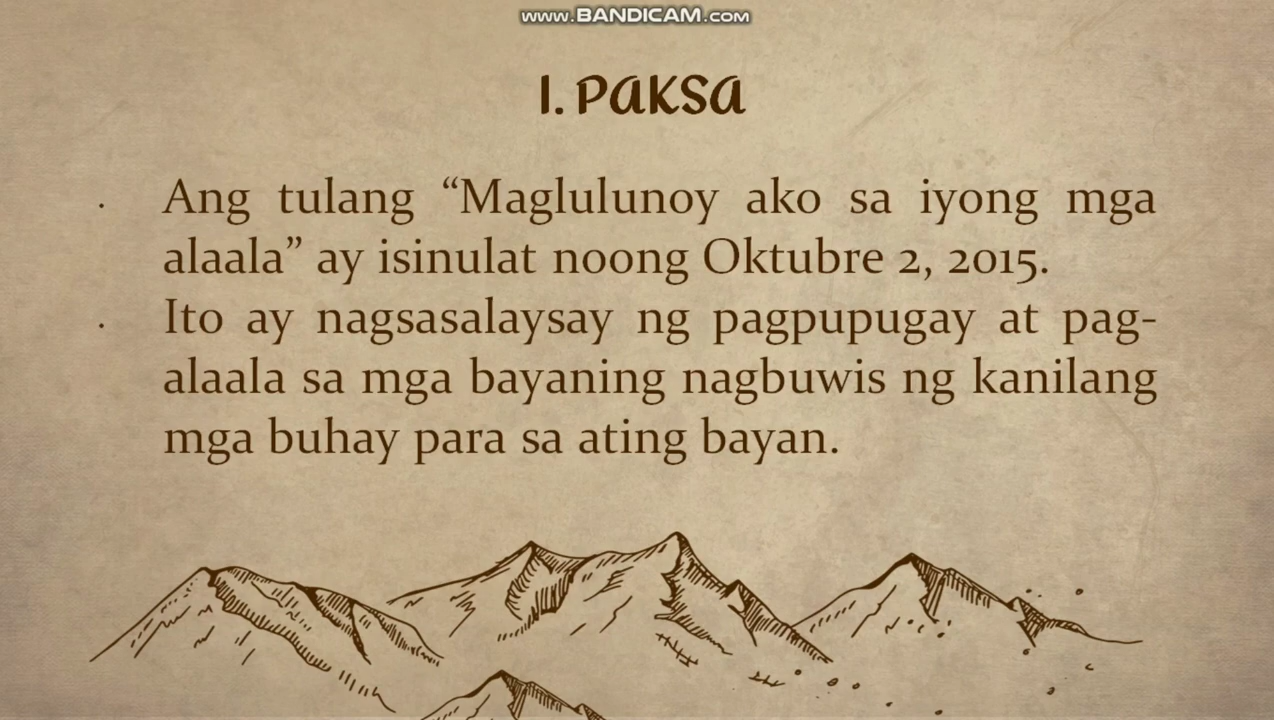 www.BANDICAM.com
I. PAKSA
· Ang tulang “Maglulunoy ako sa iyong mga
alaala” ay isinulat noong Oktubre 2, 2015.
· Ito ay nagsasalaysay ng pagpupugay at pag-
alaala sa mga bayaning nagbuwis ng kanilang
mga buhay para sa ating bayan.